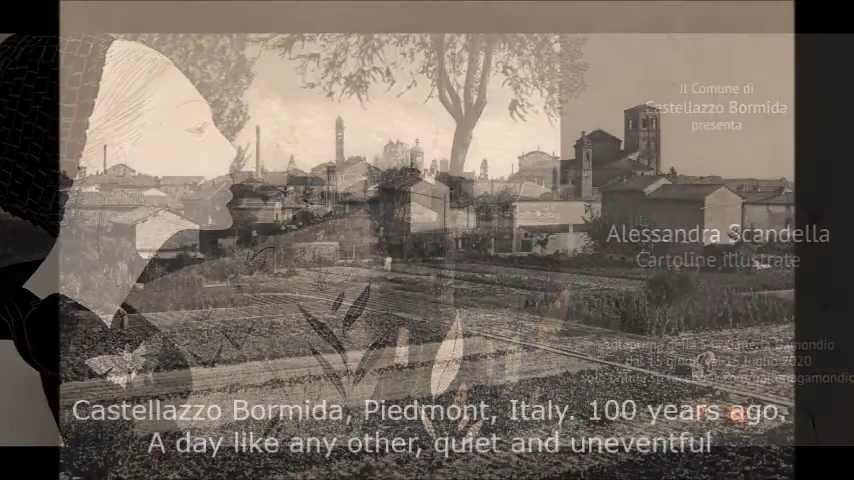 Il Comune di
Castellazzo Bormida
presenta
Alessandra Scandella
Cartoline illustrate
2020
Castellazzo Bormida, Piedmont, Italy. 100 years ago.
A day like any other, quiet and uneventful